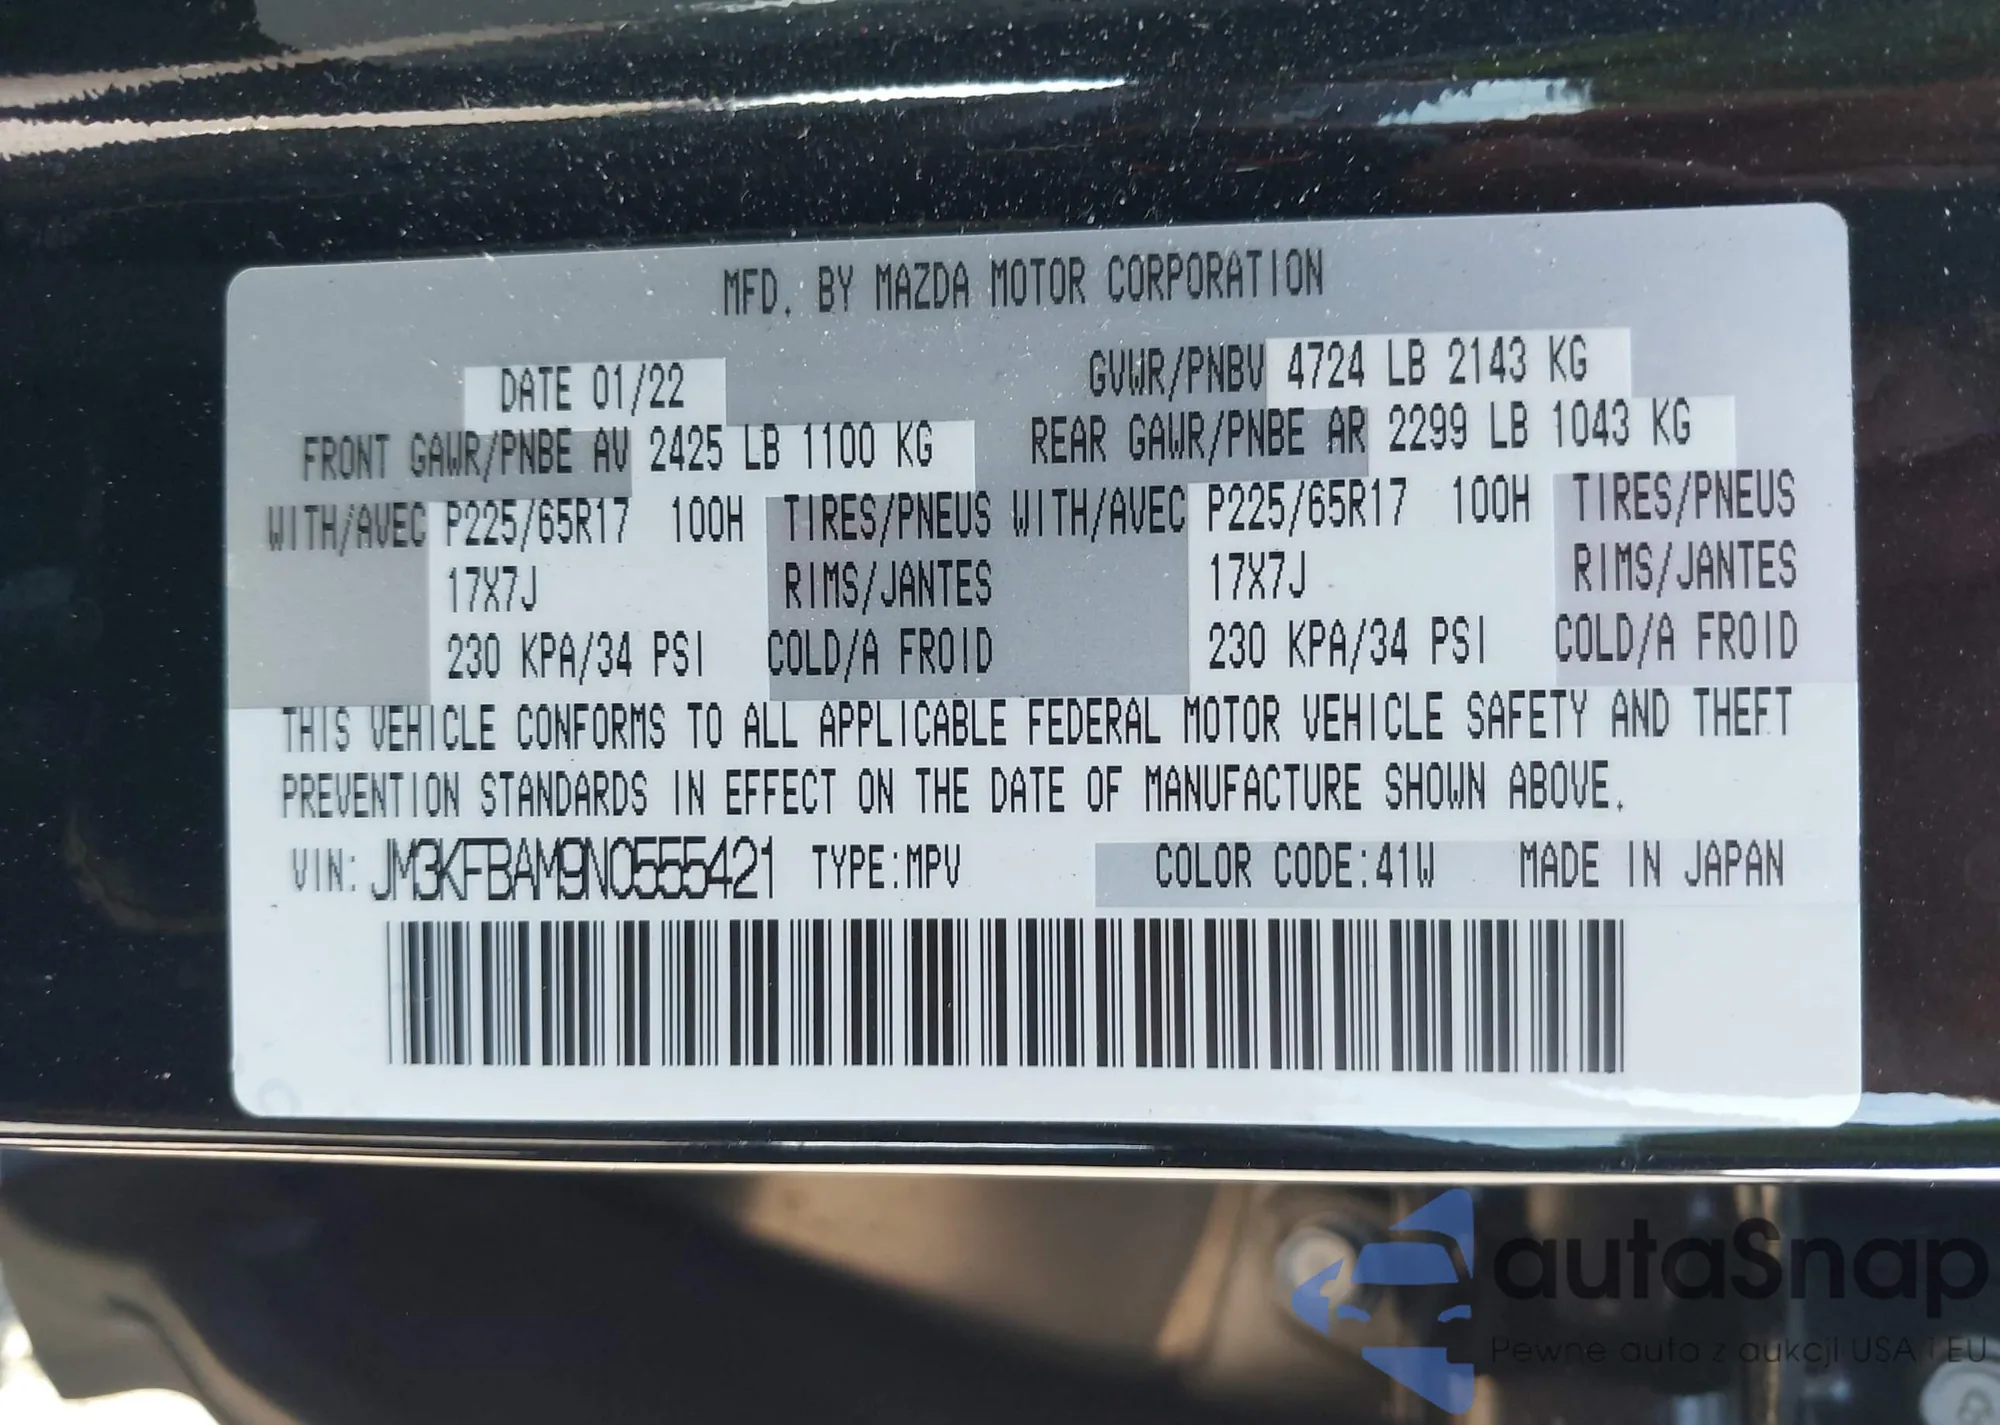 MFD. BY MAZDA MOTOR CORPORATION
DATE 01/22 GVWR/PNBV 4724 LB 2143 KG
FRONT GAWR/PNBE AV 2425 LB 1100 KG REAR GAWR/PNBE AR 2299 LB 1043 KG
WITH/AVEC P225/65R17 100H TIRES/PNEUS WITH/AVEC P225/65R17 100H TIRES/PNEUS
17X7J RIMS/JANTES 17X7J RIMS/JANTES
230 KPA/34 PSI COLD/A FROID 230 KPA/34 PSI COLD/A FROID
THIS VEHICLE CONFORMS TO ALL APPLICABLE FEDERAL MOTOR VEHICLE SAFETY AND THEFT
PREVENTION STANDARDS IN EFFECT ON THE DATE OF MANUFACTURE SHOWN ABOVE.
VIN: JM3KFBAM9N0555421 TYPE:MPV COLOR CODE:41W MADE IN JAPAN
autaSnap
Pewne auta z aukcji USA i EU